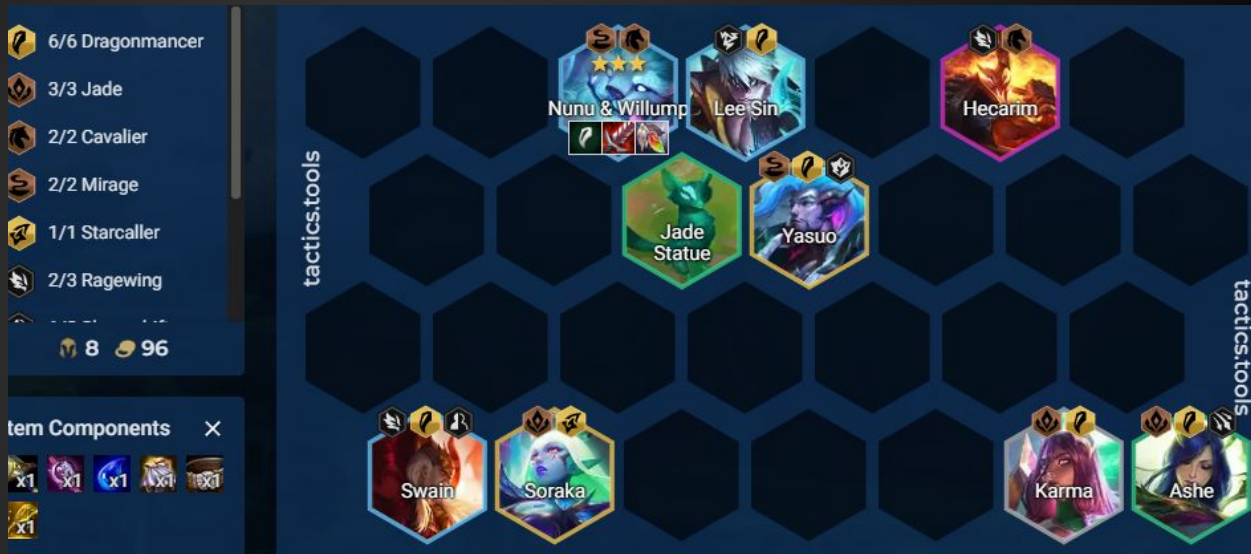 6/6 Dragonmancer
3/3 Jade
2/2 Cavalier
2/2 Mirage
1/1 Starcaller
2/3 Ragewing
8 96
tem Components X
x1 x1 x1 x1 x1
x1
tactics.tools
Nunu & Willump
Lee Sin
Hecarim
Jade
Statue
Yasuo
tactics.tools
Swain
Soraka
Karma
Ashe